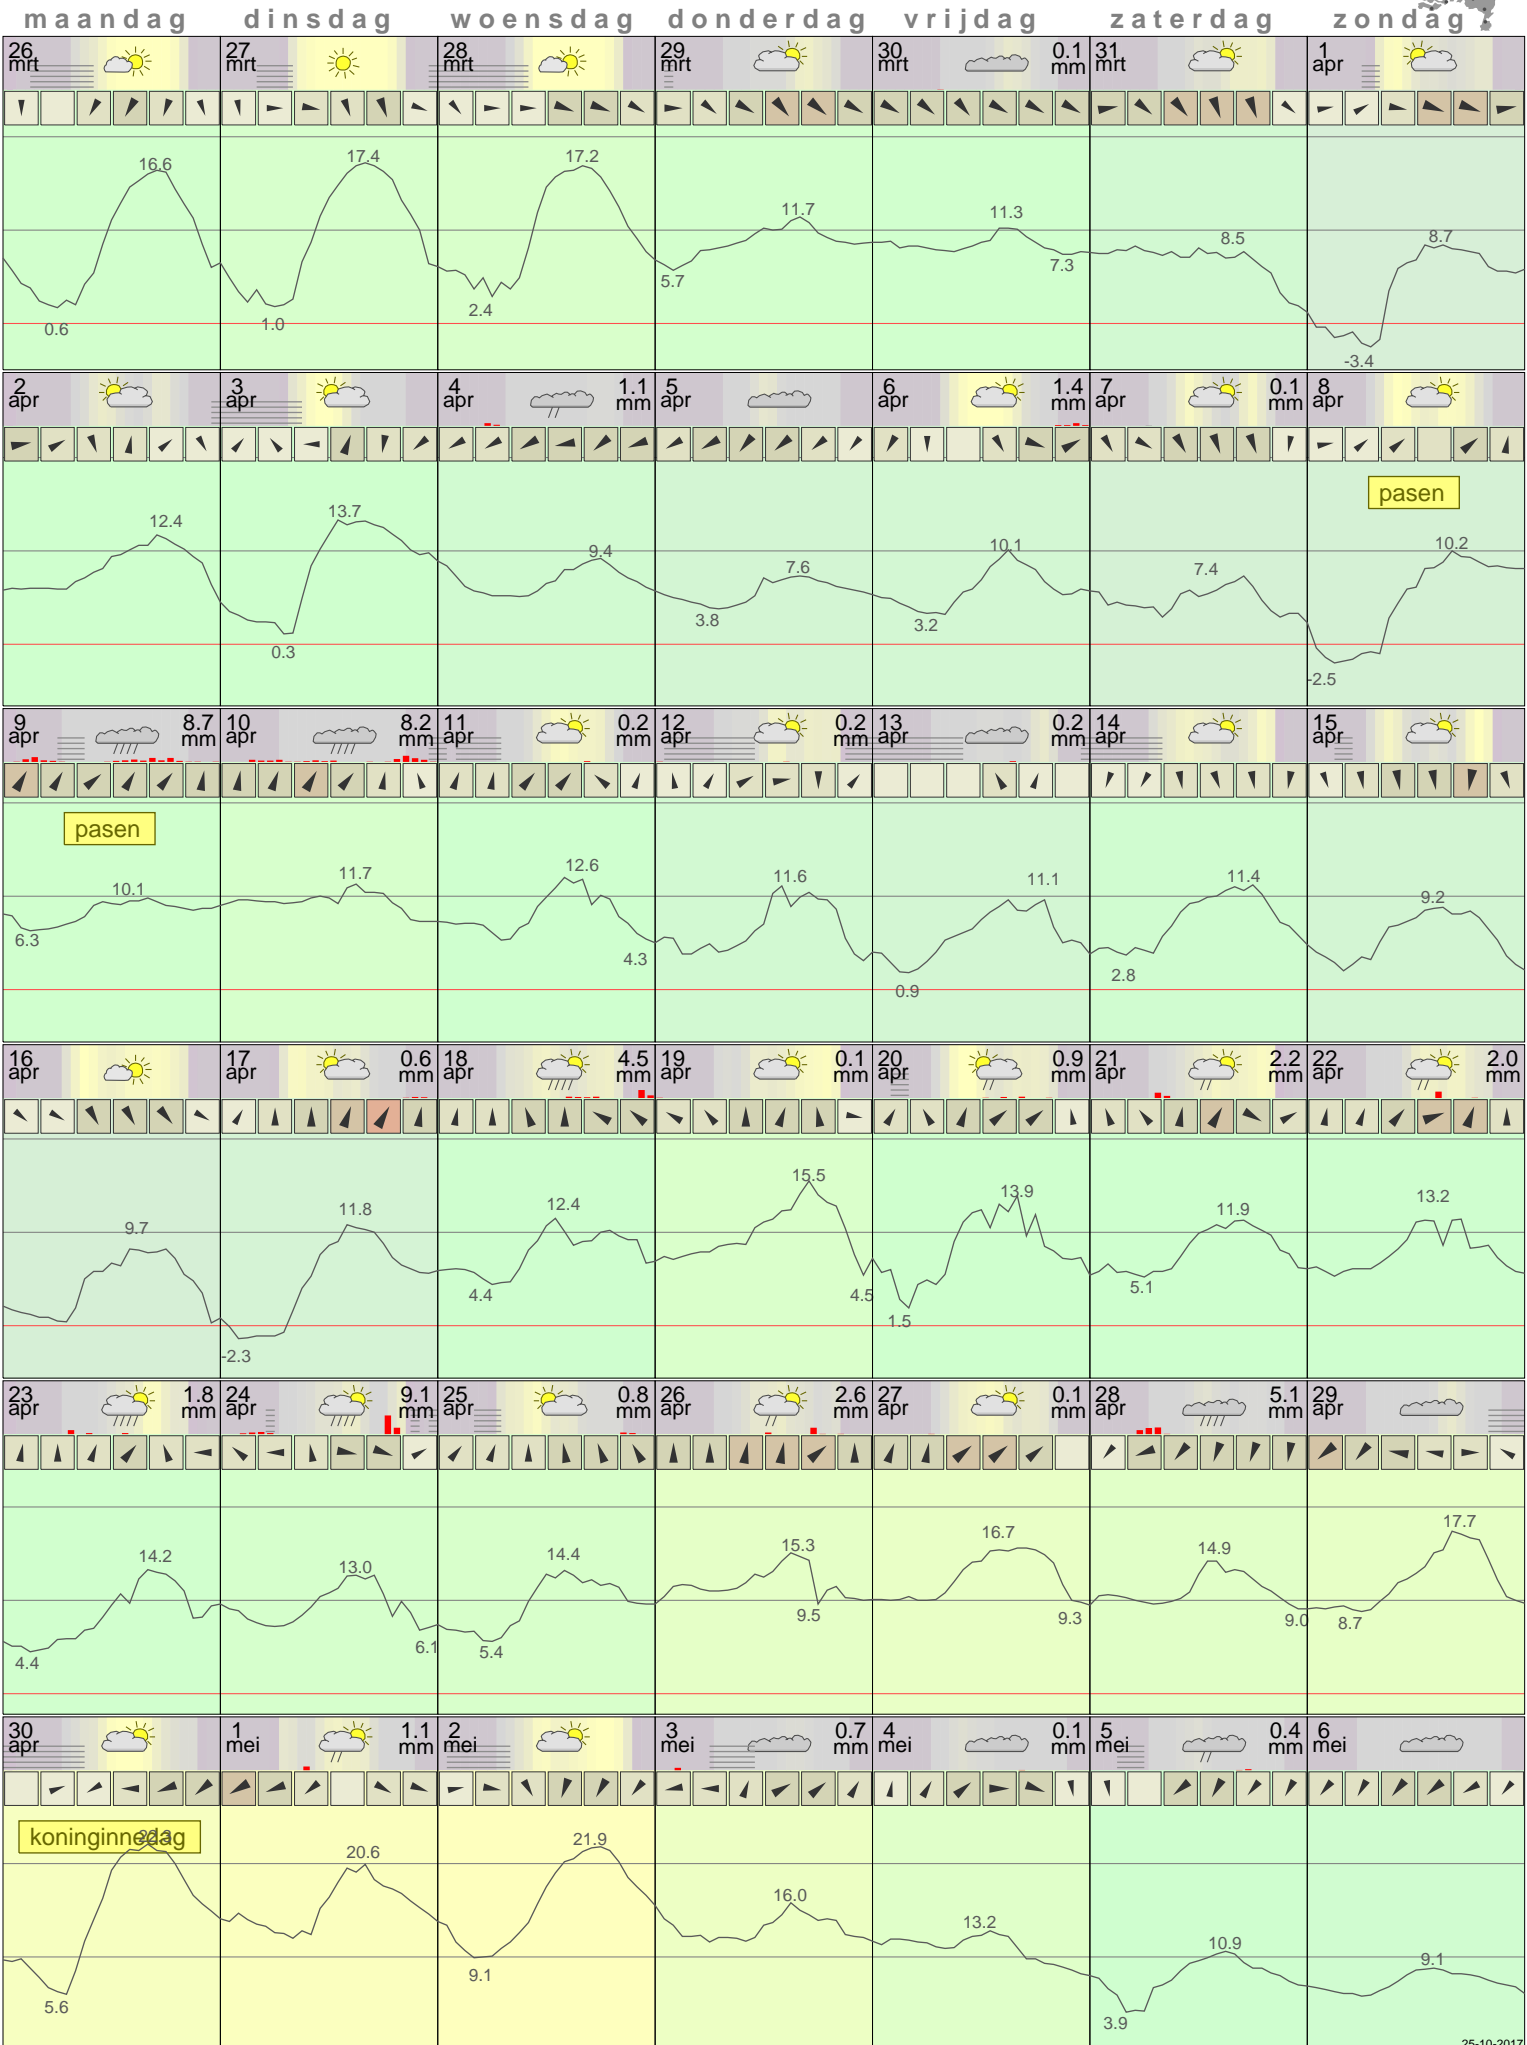 maandag dinsdag woensdag donderdag vrijdag zaterdag zondag
26 mrt 27 mrt 28 mrt 29 mrt 30 mrt 0.1 mm 31 mrt 1 apr
16.6 17.4 17.2 11.7 11.3 8.5 8.7
0.6 1.0 2.4 5.7 7.3 -3.4
2 apr 3 apr 4 apr 1.1 mm 5 apr 6 apr 1.4 mm 7 apr 0.1 mm 8 apr
pasen
12.4 13.7 9.4 7.6 10.1 7.4 10.2
0.3 3.8 3.2 -2.5
9 apr 8.7 mm 10 apr 8.2 mm 11 apr 0.2 mm 12 apr 0.2 mm 13 apr 0.2 mm 14 apr 15 apr
pasen
10.1 11.7 12.6 11.6 11.1 11.4 9.2
6.3 4.3 0.9 2.8
16 apr 17 apr 0.6 mm 18 apr 4.5 mm 19 apr 0.1 mm 20 apr 0.9 mm 21 apr 2.2 mm 22 apr 2.0 mm
9.7 11.8 12.4 15.5 13.9 11.9 13.2
-2.3 4.4 4.5 1.5 5.1
23 apr 1.8 mm 24 apr 9.1 mm 25 apr 0.8 mm 26 apr 2.6 mm 27 apr 0.1 mm 28 apr 5.1 mm 29 apr
14.2 13.0 14.4 15.3 16.7 14.9 17.7
4.4 6.1 5.4 9.5 9.3 9.0 8.7
30 apr 1 mei 1.1 mm 2 mei 3 mei 0.7 mm 4 mei 0.1 mm 5 mei 0.4 mm 6 mei
koninginnedag
20.6 21.9 16.0 13.2 10.9 9.1
5.6 9.1 3.9
25-10-2017